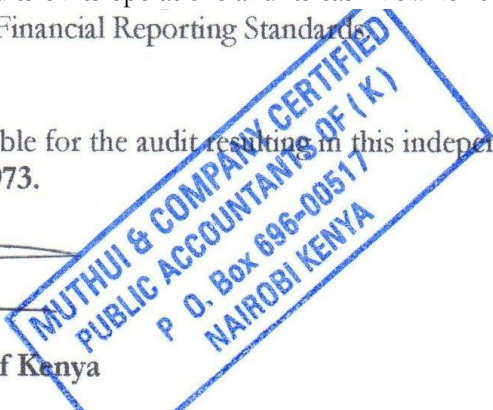 Financial Reporting Standards
ble for the audit resulting in this indepen
973.
MUTHUI & COMPANY CERTIFIED
PUBLIC ACCOUNTANTS OF (K)
P O. Box 696-00517
NAIROBI KENYA
f Kenya